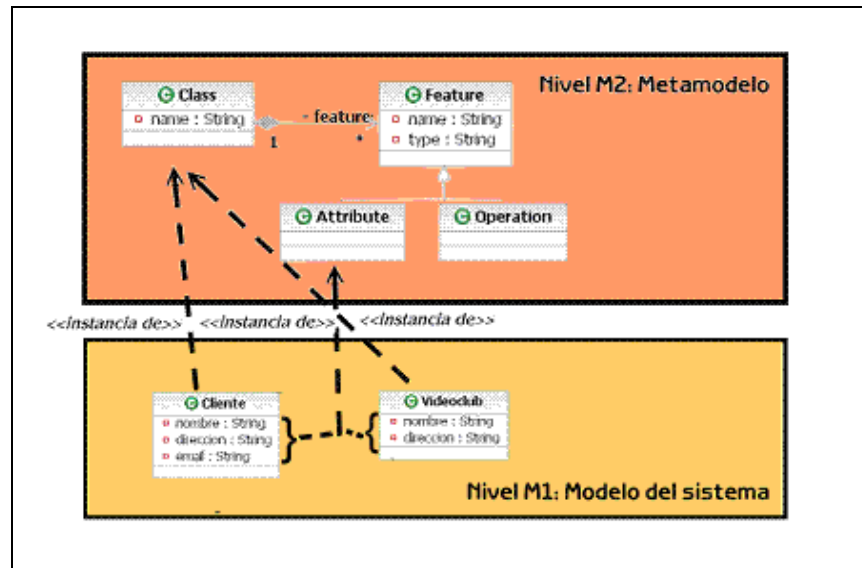 Nivel M2: Metamodelo
Class
name : String
- feature
1
*
Feature
name : String
type : String
Attribute
Operation
<<instancia de>>
<<instancia de>>
<<instancia de>>
Cliente
nombre : String
direccion : String
email : String
Videoclub
nombre : String
direccion : String
Nivel M1: Modelo del sistema